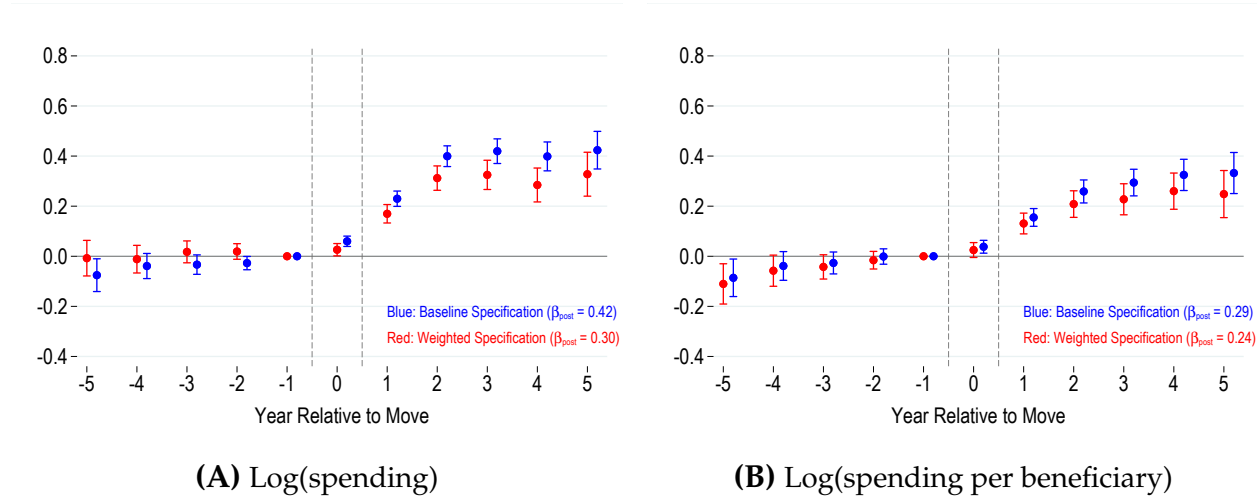 0.8
0.6
0.4
0.2
0.0
-0.2
-0.4
Blue: Baseline Specification (βpost = 0.42)
Red: Weighted Specification (βpost = 0.30)
-5 -4 -3 -2 -1 0 1 2 3 4 5
Year Relative to Move
(A) Log(spending)
0.8
0.6
0.4
0.2
0.0
-0.2
-0.4
Blue: Baseline Specification (βpost = 0.29)
Red: Weighted Specification (βpost = 0.24)
-5 -4 -3 -2 -1 0 1 2 3 4 5
Year Relative to Move
(B) Log(spending per beneficiary)